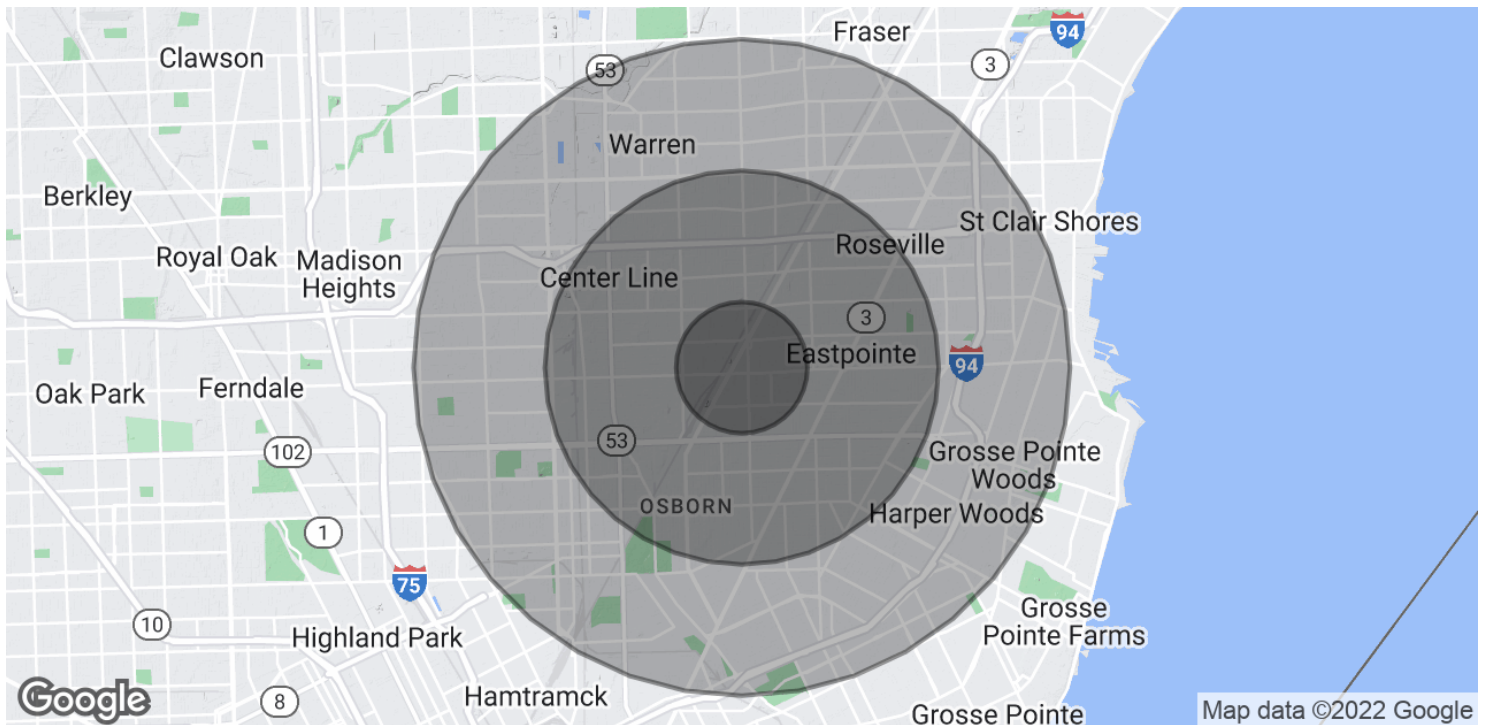 Fraser
94
Clawson
3
53
Warren
Berkley
St Clair Shores
Roseville
Royal Oak
Madison
Heights
Center Line
3
Eastpointe
94
Oak Park
Ferndale
53
102
Grosse Pointe
Woods
OSBORN
Harper Woods
1
75
Grosse
Pointe Farms
10
Highland Park
Hamtramck
8
Google
Grosse Pointe
Map data ©2022 Google